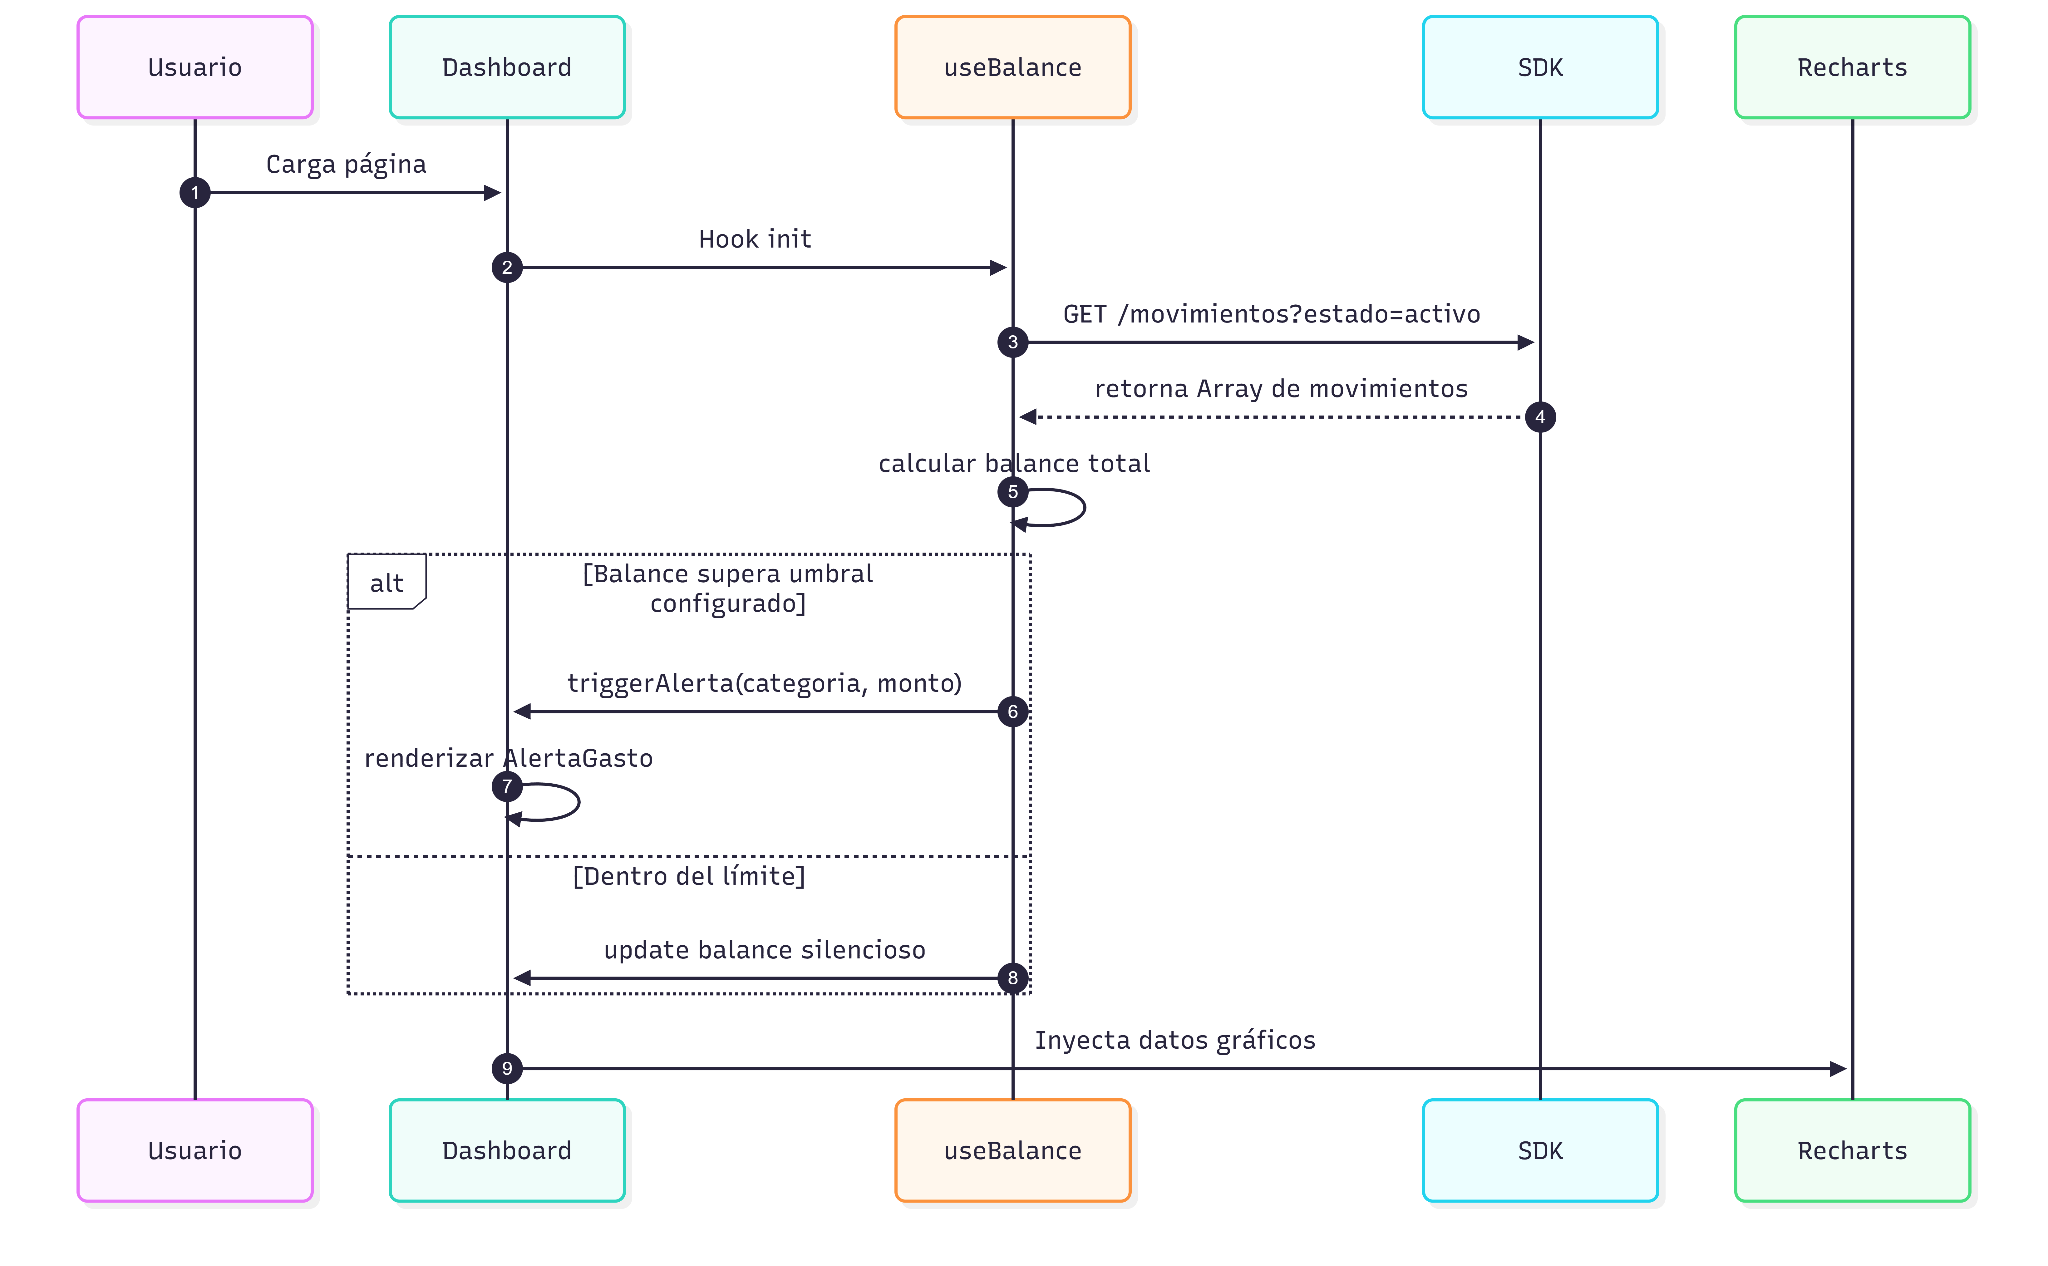 Usuario
Dashboard
useBalance
SDK
Recharts
Carga página
1
Hook init
2
GET /movimientos?estado=activo
3
retorna Array de movimientos
4
calcular balance total
5
alt
[Balance supera umbral
configurado]
triggerAlerta(categoria, monto)
6
renderizar AlertaGasto
7
[Dentro del límite]
update balance silencioso
8
Inyecta datos gráficos
9
Usuario
Dashboard
useBalance
SDK
Recharts